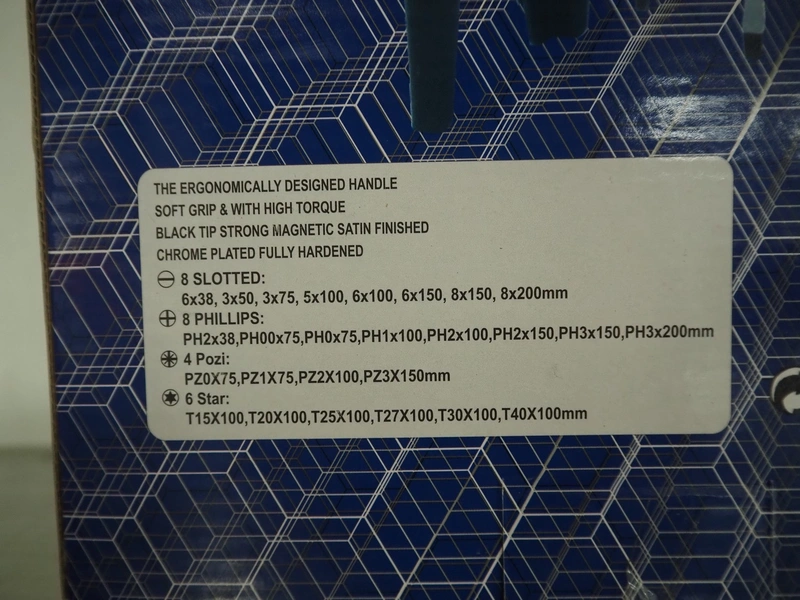 THE ERGONOMICALLY DESIGNED HANDLE
SOFT GRIP & WITH HIGH TORQUE
BLACK TIP STRONG MAGNETIC SATIN FINISHED
CHROME PLATED FULLY HARDENED
8 SLOTTED:
6x38, 3x50, 3x75, 5x100, 6x100, 6x150, 8x150, 8x200mm
8 PHILLIPS:
PH2x38,PH00x75,PH0x75,PH1x100,PH2x100,PH2x150,PH3x150,PH3x200mm
4 Pozi:
PZ0X75,PZ1X75,PZ2X100,PZ3X150mm
6 Star:
T15X100,T20X100,T25X100,T27X100,T30X100,T40X100mm